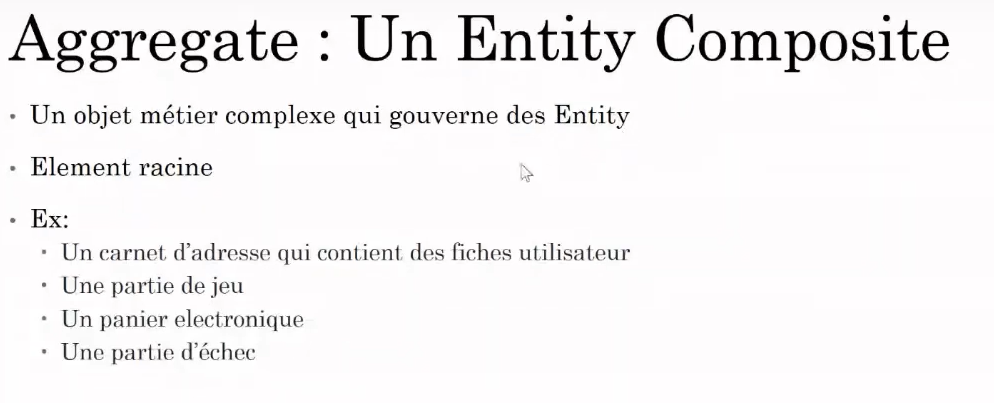 Aggregate : Un Entity Composite
• Un objet métier complexe qui gouverne des Entity
• Element racine
• Ex:
• Un carnet d'adresse qui contient des fiches utilisateur
• Une partie de jeu
• Un panier electronique
• Une partie d'échec